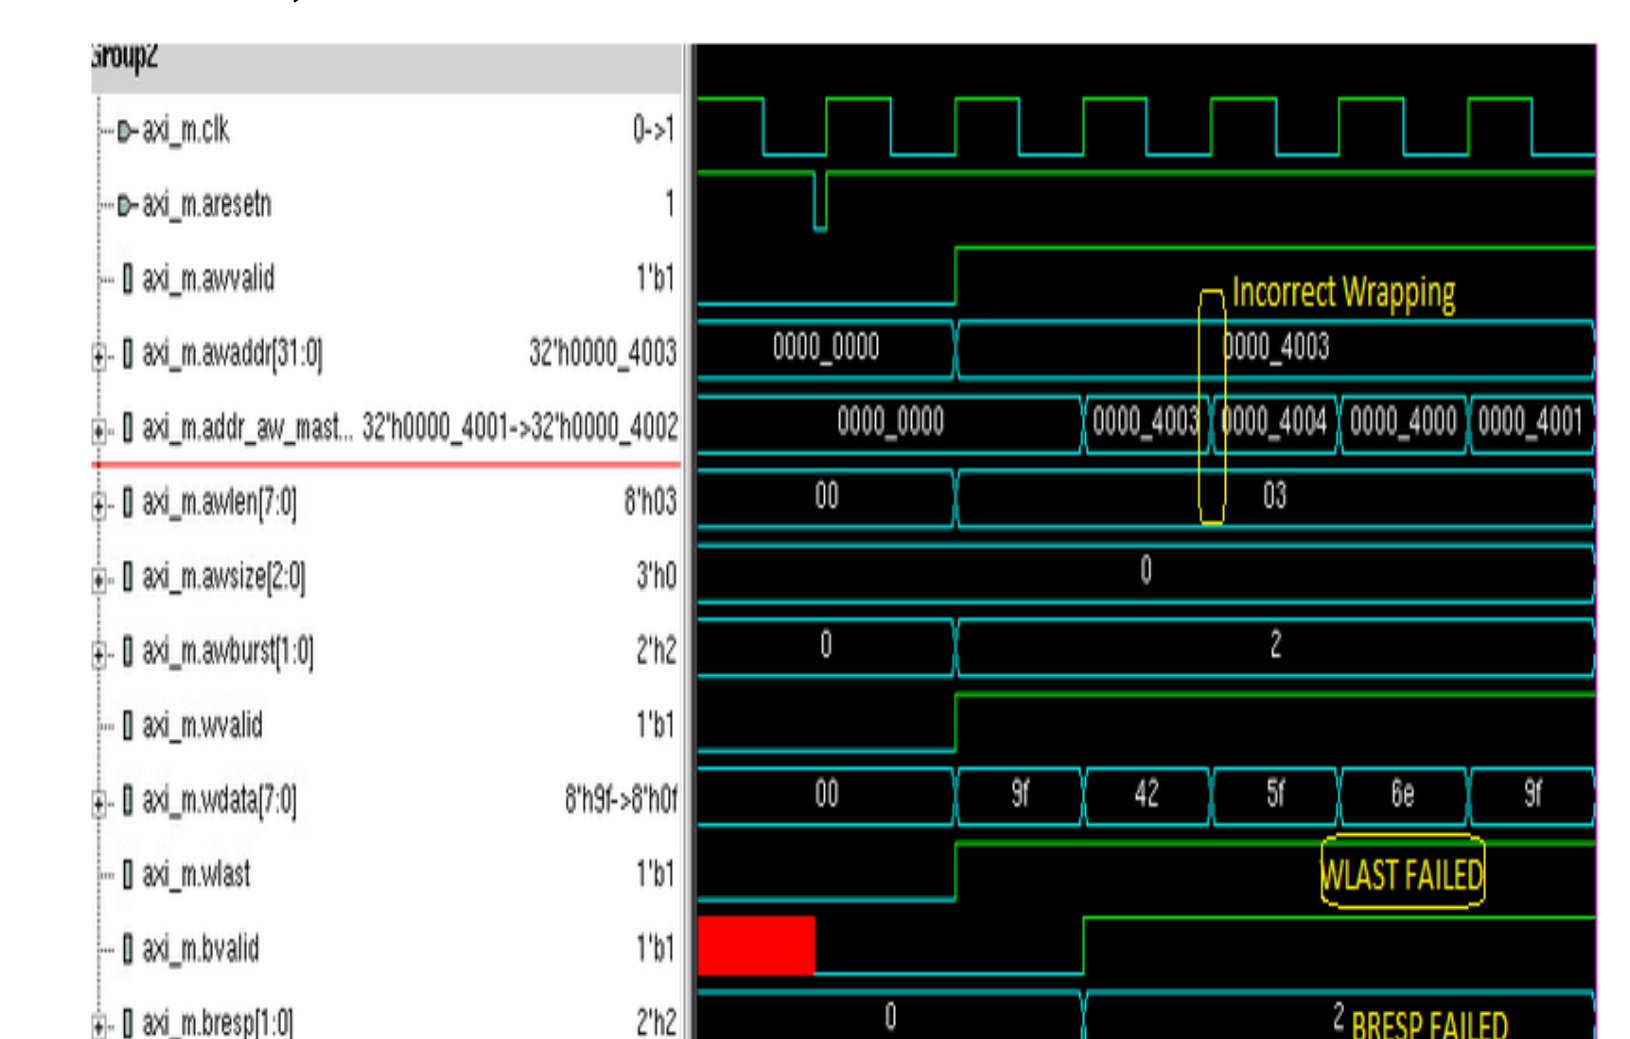 Group2
axi_m.clk 0->1
axi_m.aresetn 1
axi_m.awvalid 1'b1
Incorrect Wrapping
axi_m.awaddr[31:0] 32'h0000_4003 0000_0000 0000_4003
axi_m.addr_aw_mast... 32'h0000_4001->32'h0000_4002 0000_0000 0000_4003 0000_4004 0000_4000 0000_4001
axi_m.awlen[7:0] 8'h03 00 03
axi_m.awsize[2:0] 3'h0 0
axi_m.awburst[1:0] 2'h2 0 2
axi_m.wvalid 1'b1
axi_m.wdata[7:0] 8'h9f->8'h0f 00 9f 42 5f 6e 9f
axi_m.wlast 1'b1 WLAST FAILED
axi_m.bvalid 1'b1
axi_m.bresp[1:0] 2'h2 0 2 BRESP FAILED